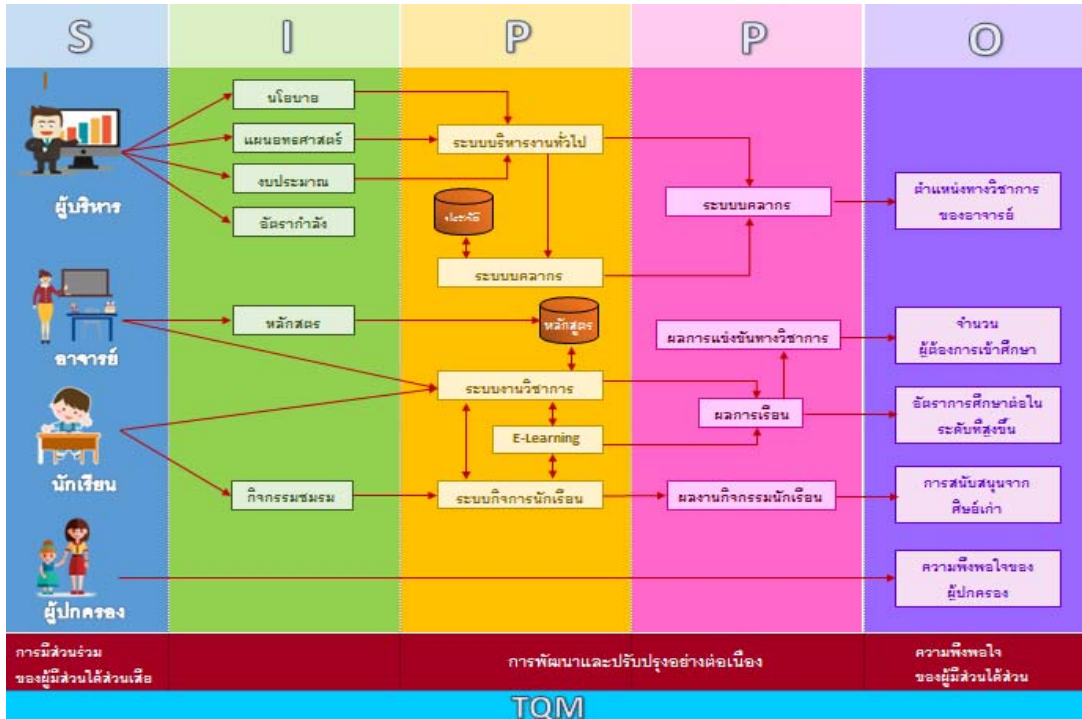 S I P P O
นโยบาย
แผนยุทธศาสตร์
งบประมาณ
อัตรากำลัง
ผู้บริหาร
ระบบบริหารงานทั่วไป
ประวัติ
ระบบบุคลากร
ระบบบุคลากร
ตำแหน่งทางวิชาการ
ของอาจารย์
อาจารย์
หลักสูตร
หลักสูตร
ระบบงานวิชาการ
ผลการแข่งขันทางวิชาการ
จำนวน
ผู้ต้องการเข้าศึกษา
นักเรียน
E-Learning
ผลการเรียน
อัตราการศึกษาต่อใน
ระดับที่สูงขึ้น
กิจกรรมชมรม
ระบบกิจการนักเรียน
ผลงานกิจกรรมนักเรียน
การสนับสนุนจาก
ศิษย์เก่า
ผู้ปกครอง
ความพึงพอใจของ
ผู้ปกครอง
การมีส่วนร่วม
ของผู้มีส่วนได้ส่วนเสีย
การพัฒนาและปรับปรุงอย่างต่อเนื่อง
ความพึงพอใจ
ของผู้มีส่วนได้ส่วน
TQM